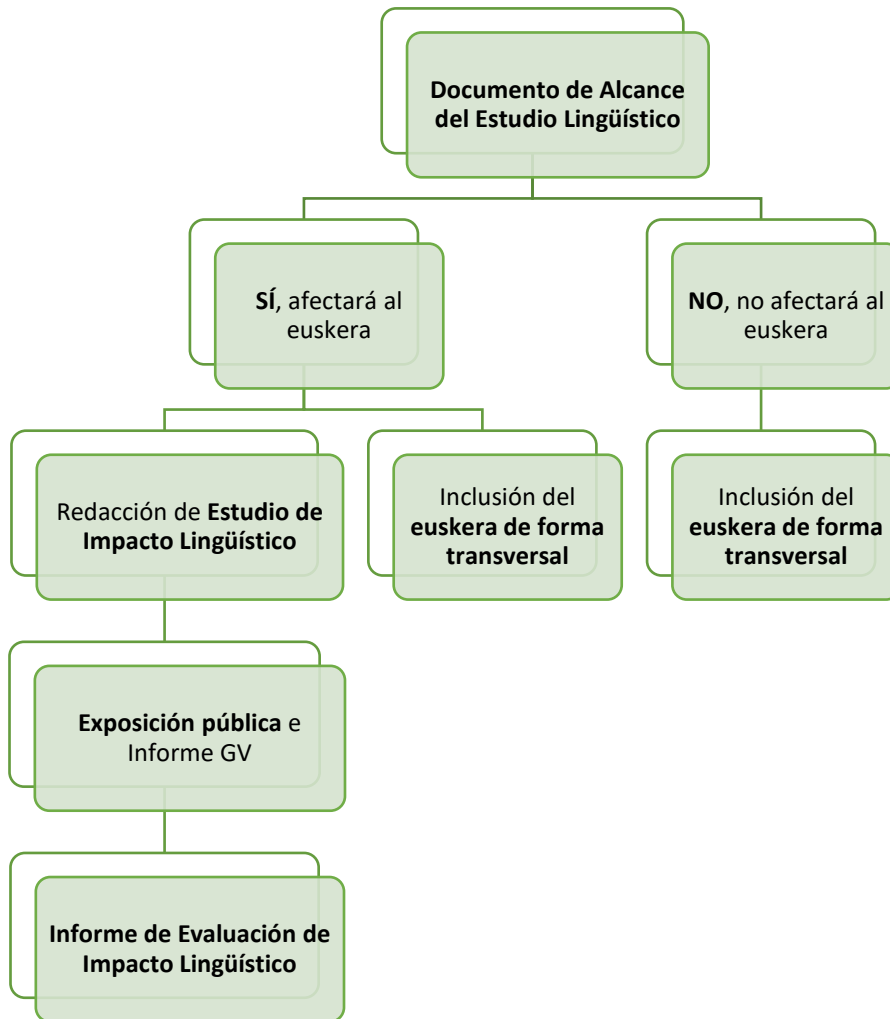 Documento de Alcance
del Estudio Lingüístico
SÍ, afectará al
euskera
NO, no afectará al
euskera
Redacción de Estudio de
Impacto Lingüístico
Inclusión del
euskera de forma
transversal
Inclusión del
euskera de forma
transversal
Exposición pública e
Informe GV
Informe de Evaluación de
Impacto Lingüístico